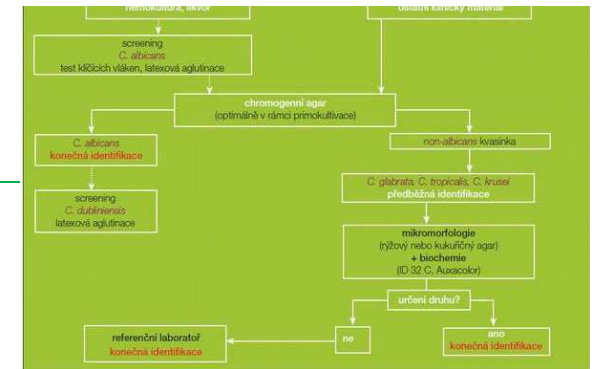 hemokultura, likvor
ostatní klinický materiál
screening
C. albicans
test klíčících vláken, latexová aglutinace
chromogenní agar
(optimálně v rámci primokultivace)
C. albicans
konečná identifikace
non-albicans kvasinka
screening
C. dubliniensis
latexová aglutinace
C. glabrata, C. tropicalis, C. krusei
předběžná identifikace
mikromorfologie
(rýžový nebo kukuřičný agar)
+ biochemie
(ID 32 C, Auxacolor)
určení druhu?
referenční laboratoř
konečná identifikace
ne
ano
konečná identifikace